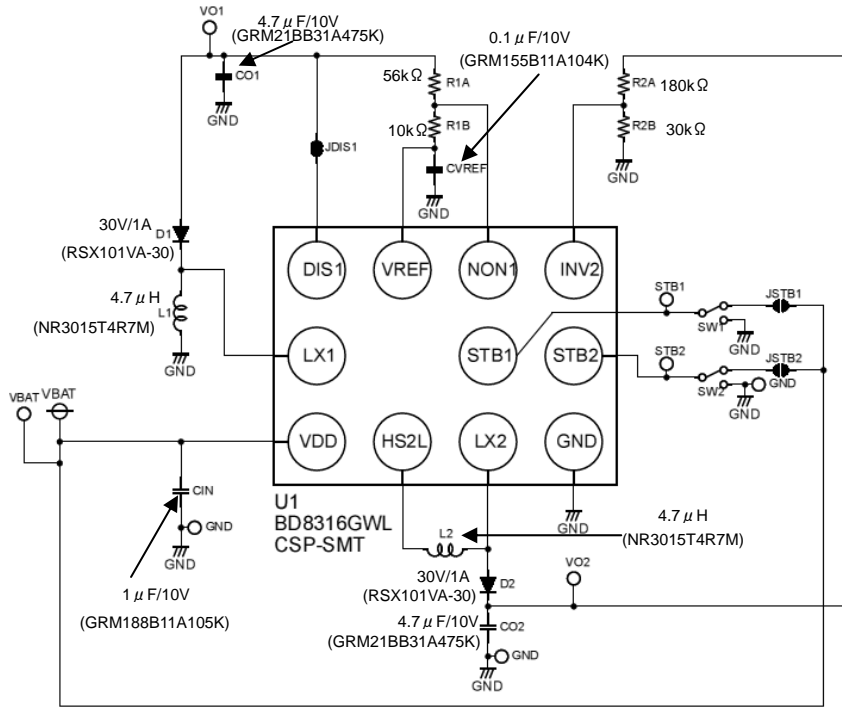 VO1
4.7μF/10V
(GRM21BB31A475K)
CO1
GND
56kΩ
R1A
10kΩ
R1B
0.1μF/10V
(GRM155B11A104K)
CVREF
GND
R2A
180kΩ
R2B
30kΩ
GND
JDIS1
30V/1A
D1
(RSX101VA-30)
4.7μH
L1
(NR3015T4R7M)
GND
DIS1
VREF
NON1
INV2
LX1
STB1
STB2
VDD
HS2L
LX2
GND
STB1
JSTB1
SW1
GND
STB2
JSTB2
SW2
GND
GND
VBAT
VBAT
CIN
GND
GND
1μF/10V
(GRM188B11A105K)
U1
BD8316GWL
CSP-SMT
GND
L2
4.7μH
(NR3015T4R7M)
30V/1A
D2
(RSX101VA-30)
VO2
4.7μF/10V
CO2
(GRM21BB31A475K)
GND
GND